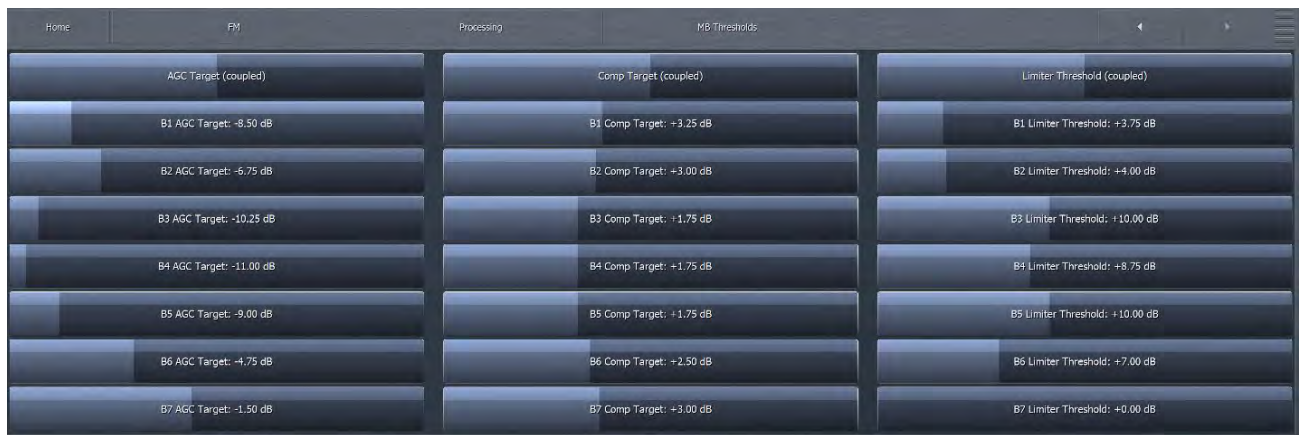 Home FM Processing MB Thresholds
AGC Target (coupled) Comp Target (coupled) Limiter Threshold (coupled)
B1 AGC Target: -8.50 dB B1 Comp Target: +3.25 dB B1 Limiter Threshold: +3.75 dB
B2 AGC Target: -6.75 dB B2 Comp Target: +3.00 dB B2 Limiter Threshold: +4.00 dB
B3 AGC Target: -10.25 dB B3 Comp Target: +1.75 dB B3 Limiter Threshold: +10.00 dB
B4 AGC Target: -11.00 dB B4 Comp Target: +1.75 dB B4 Limiter Threshold: +8.75 dB
B5 AGC Target: -9.00 dB B5 Comp Target: +1.75 dB B5 Limiter Threshold: +10.00 dB
B6 AGC Target: -4.75 dB B6 Comp Target: +2.50 dB B6 Limiter Threshold: +7.00 dB
B7 AGC Target: -1.50 dB B7 Comp Target: +3.00 dB B7 Limiter Threshold: +0.00 dB